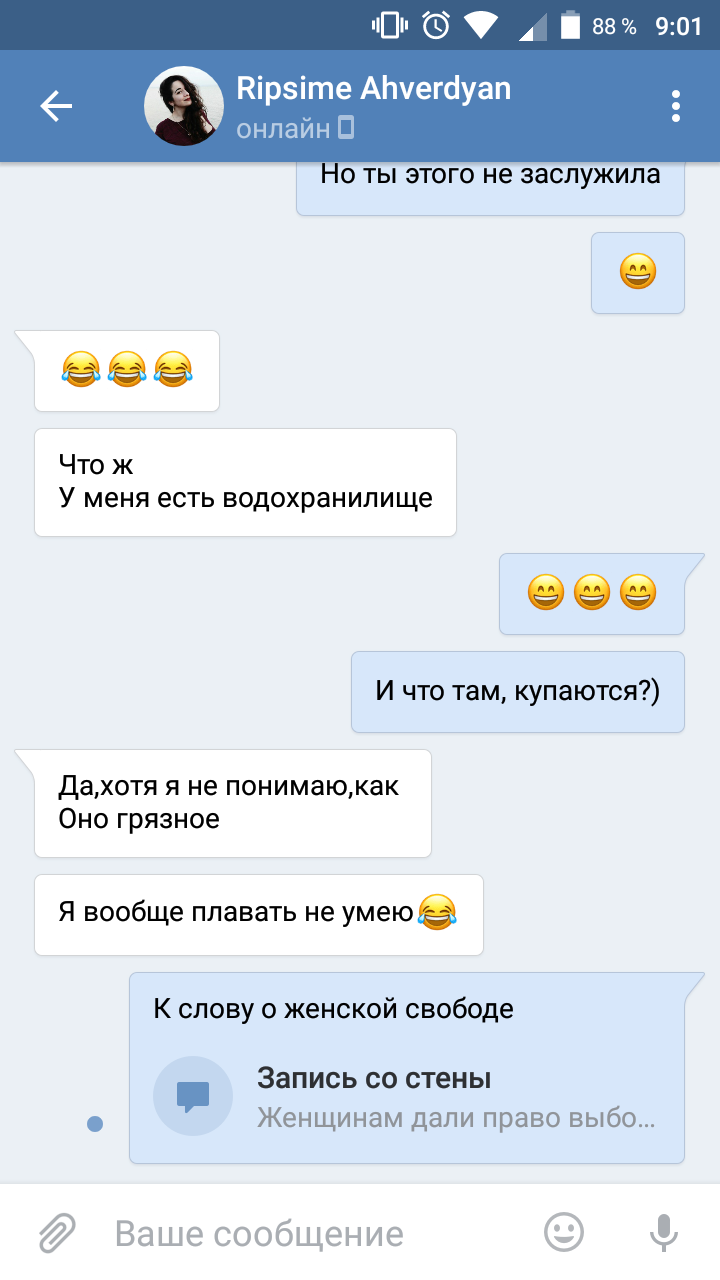 88 % 9:01
Ripsime Ahverdyan
онлайн
Но ты этого не заслужила
😄
😂😂😂
Что ж
У меня есть водохранилище
😄😄😄
И что там, купаются?)
Да,хотя я не понимаю,как
Оно грязное
Я вообще плавать не умею😂
К слову о женской свободе
Запись со стены
Женщинам дали право выбо...
Ваше сообщение